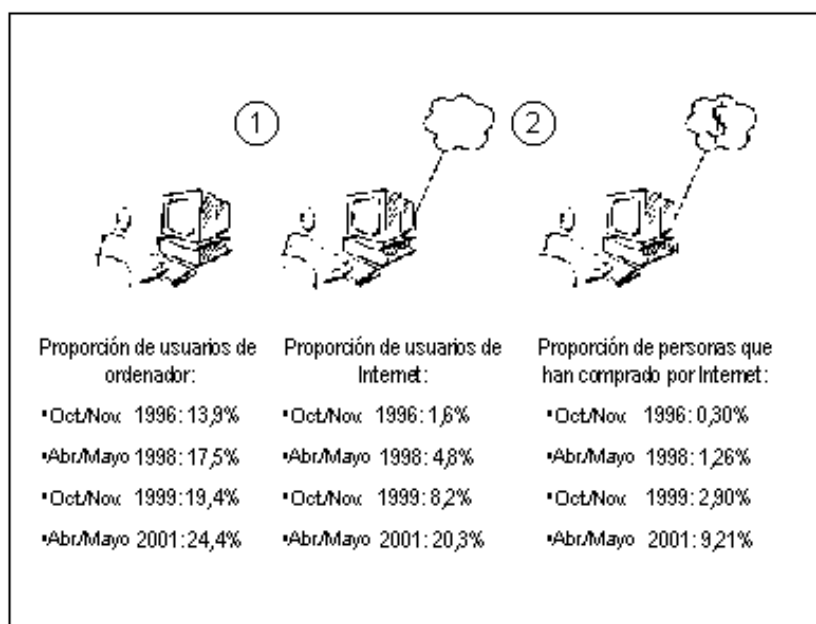 1
2
Proporción de usuarios de
ordenador:
•Oct/Nov. 1996: 13,9%
•Abr./Mayo 1998: 17,5%
•Oct/Nov. 1999: 19,4%
•Abr./Mayo 2001: 24,4%
Proporción de usuarios de
Internet:
•Oct/Nov. 1996: 1,6%
•Abr./Mayo 1998: 4,8%
•Oct/Nov. 1999: 8,2%
•Abr./Mayo 2001: 20,3%
$
Proporción de personas que
han comprado por Internet:
•Oct/Nov. 1996: 0,30%
•Abr./Mayo 1998: 1,26%
•Oct/Nov. 1999: 2,90%
•Abr./Mayo 2001: 9,21%